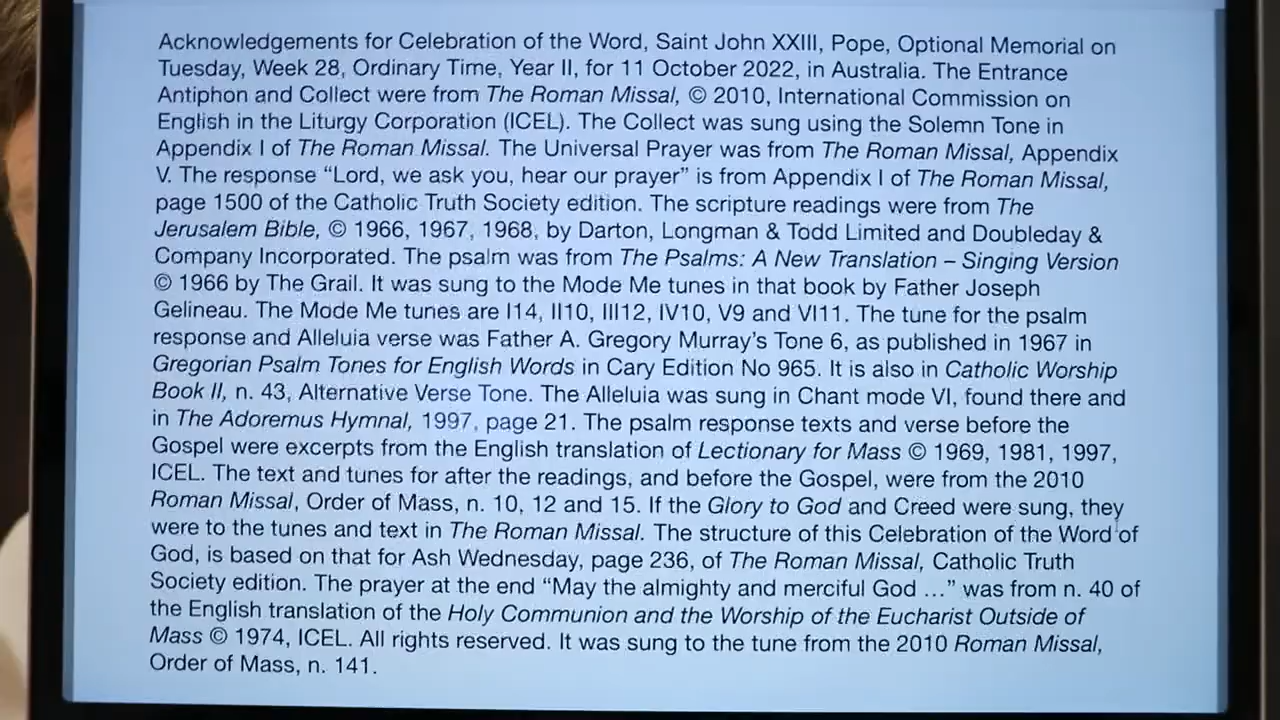 Acknowledgements for Celebration of the Word, Saint John XXIII, Pope, Optional Memorial on
Tuesday, Week 28, Ordinary Time, Year II, for 11 October 2022, in Australia. The Entrance
Antiphon and Collect were from The Roman Missal, © 2010, International Commission on
English in the Liturgy Corporation (ICEL). The Collect was sung using the Solemn Tone in
Appendix I of The Roman Missal. The Universal Prayer was from The Roman Missal, Appendix
V. The response “Lord, we ask you, hear our prayer” is from Appendix I of The Roman Missal,
page 1500 of the Catholic Truth Society edition. The scripture readings were from The
Jerusalem Bible, © 1966, 1967, 1968, by Darton, Longman & Todd Limited and Doubleday &
Company Incorporated. The psalm was from The Psalms: A New Translation – Singing Version
© 1966 by The Grail. It was sung to the Mode Me tunes in that book by Father Joseph
Gelineau. The Mode Me tunes are I14, II10, III12, IV10, V9 and VI11. The tune for the psalm
response and Alleluia verse was Father A. Gregory Murray’s Tone 6, as published in 1967 in
Gregorian Psalm Tones for English Words in Cary Edition No 965. It is also in Catholic Worship
Book II, n. 43, Alternative Verse Tone. The Alleluia was sung in Chant mode VI, found there and
in The Adoremus Hymnal, 1997, page 21. The psalm response texts and verse before the
Gospel were excerpts from the English translation of Lectionary for Mass © 1969, 1981, 1997,
ICEL. The text and tunes for after the readings, and before the Gospel, were from the 2010
Roman Missal, Order of Mass, n. 10, 12 and 15. If the Glory to God and Creed were sung, they
were to the tunes and text in The Roman Missal. The structure of this Celebration of the Word of
God, is based on that for Ash Wednesday, page 236, of The Roman Missal, Catholic Truth
Society edition. The prayer at the end “May the almighty and merciful God …” was from n. 40 of
the English translation of the Holy Communion and the Worship of the Eucharist Outside of
Mass © 1974, ICEL. All rights reserved. It was sung to the tune from the 2010 Roman Missal,
Order of Mass, n. 141.